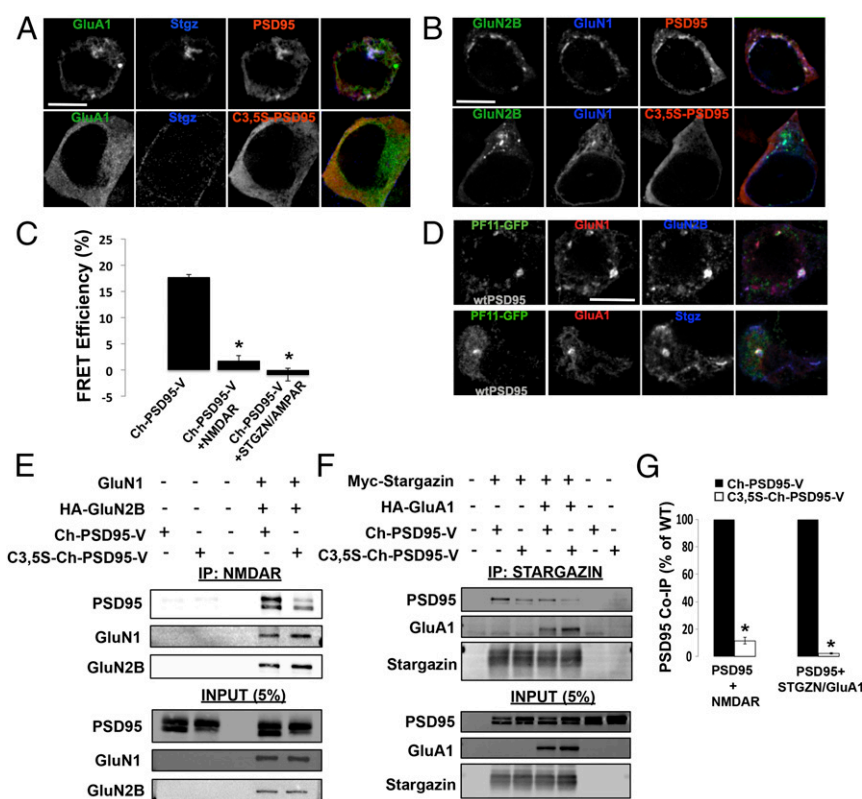 A
GluA1 Stgz PSD95
GluA1 Stgz C3,5S-PSD95
B
GluN2B GluN1 PSD95
GluN2B GluN1 C3,5S-PSD95
C
FRET Efficiency (%)
25
20
15
10
5
0
-5
*
*
Ch-PSD95-V
Ch-PSD95-V
+NMDAR
Ch-PSD95-V
+STGZN/AMPAR
D
PF11-GFP GluN1 GluN2B
wtPSD95
PF11-GFP GluA1 Stgz
wtPSD95
E
GluN1 - - - + +
HA-GluN2B - - - + +
Ch-PSD95-V + - - + -
C3,5S-Ch-PSD95-V - + - - +
IP: NMDAR
PSD95
GluN1
GluN2B
INPUT (5%)
PSD95
GluN1
GluN2B
F
Myc-Stargazin - + + + + - -
HA-GluA1 - - - + + - -
Ch-PSD95-V - + - + - + -
C3,5S-Ch-PSD95-V - - + - + - +
IP: STARGAZIN
PSD95
GluA1
Stargazin
INPUT (5%)
PSD95
GluA1
Stargazin
G
Ch-PSD95-V
C3,5S-Ch-PSD95-V
PSD95 Co-IP (% of WT)
100
80
60
40
20
0
*
*
PSD95
+
NMDAR
PSD95+
STGZN/GluA1